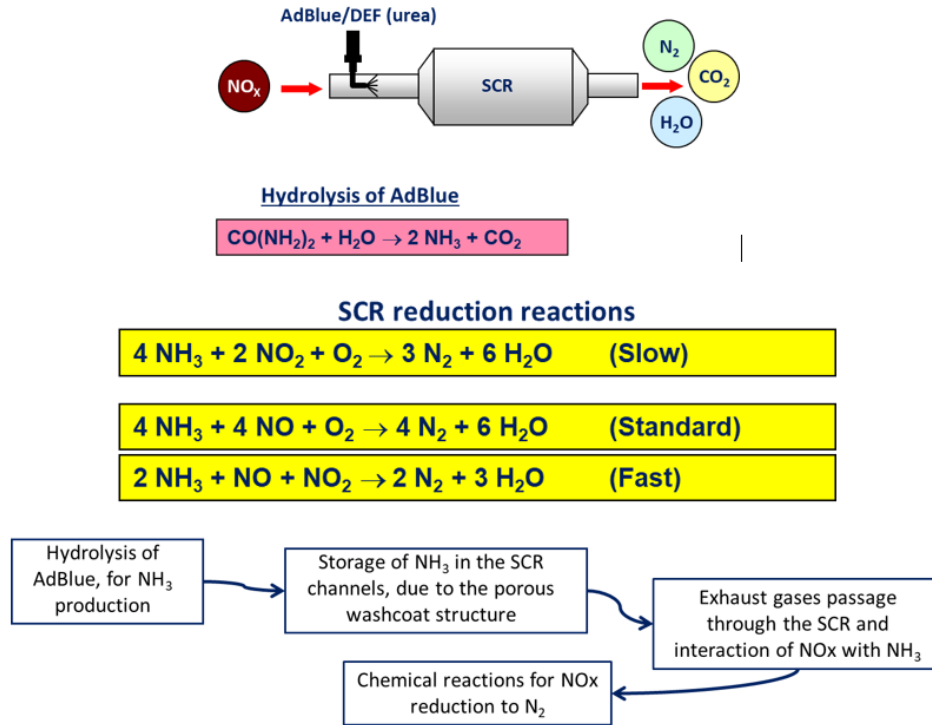 AdBlue/DEF (urea)
NOₓ
SCR
N₂
CO₂
H₂O
Hydrolysis of AdBlue
CO(NH₂)₂ + H₂O → 2 NH₃ + CO₂
SCR reduction reactions
4 NH₃ + 2 NO₂ + O₂ → 3 N₂ + 6 H₂O (Slow)
4 NH₃ + 4 NO + O₂ → 4 N₂ + 6 H₂O (Standard)
2 NH₃ + NO + NO₂ → 2 N₂ + 3 H₂O (Fast)
Hydrolysis of
AdBlue, for NH₃
production
Storage of NH₃ in the SCR
channels, due to the porous
washcoat structure
Exhaust gases passage
through the SCR and
interaction of NOx with NH₃
Chemical reactions for NOx
reduction to N₂